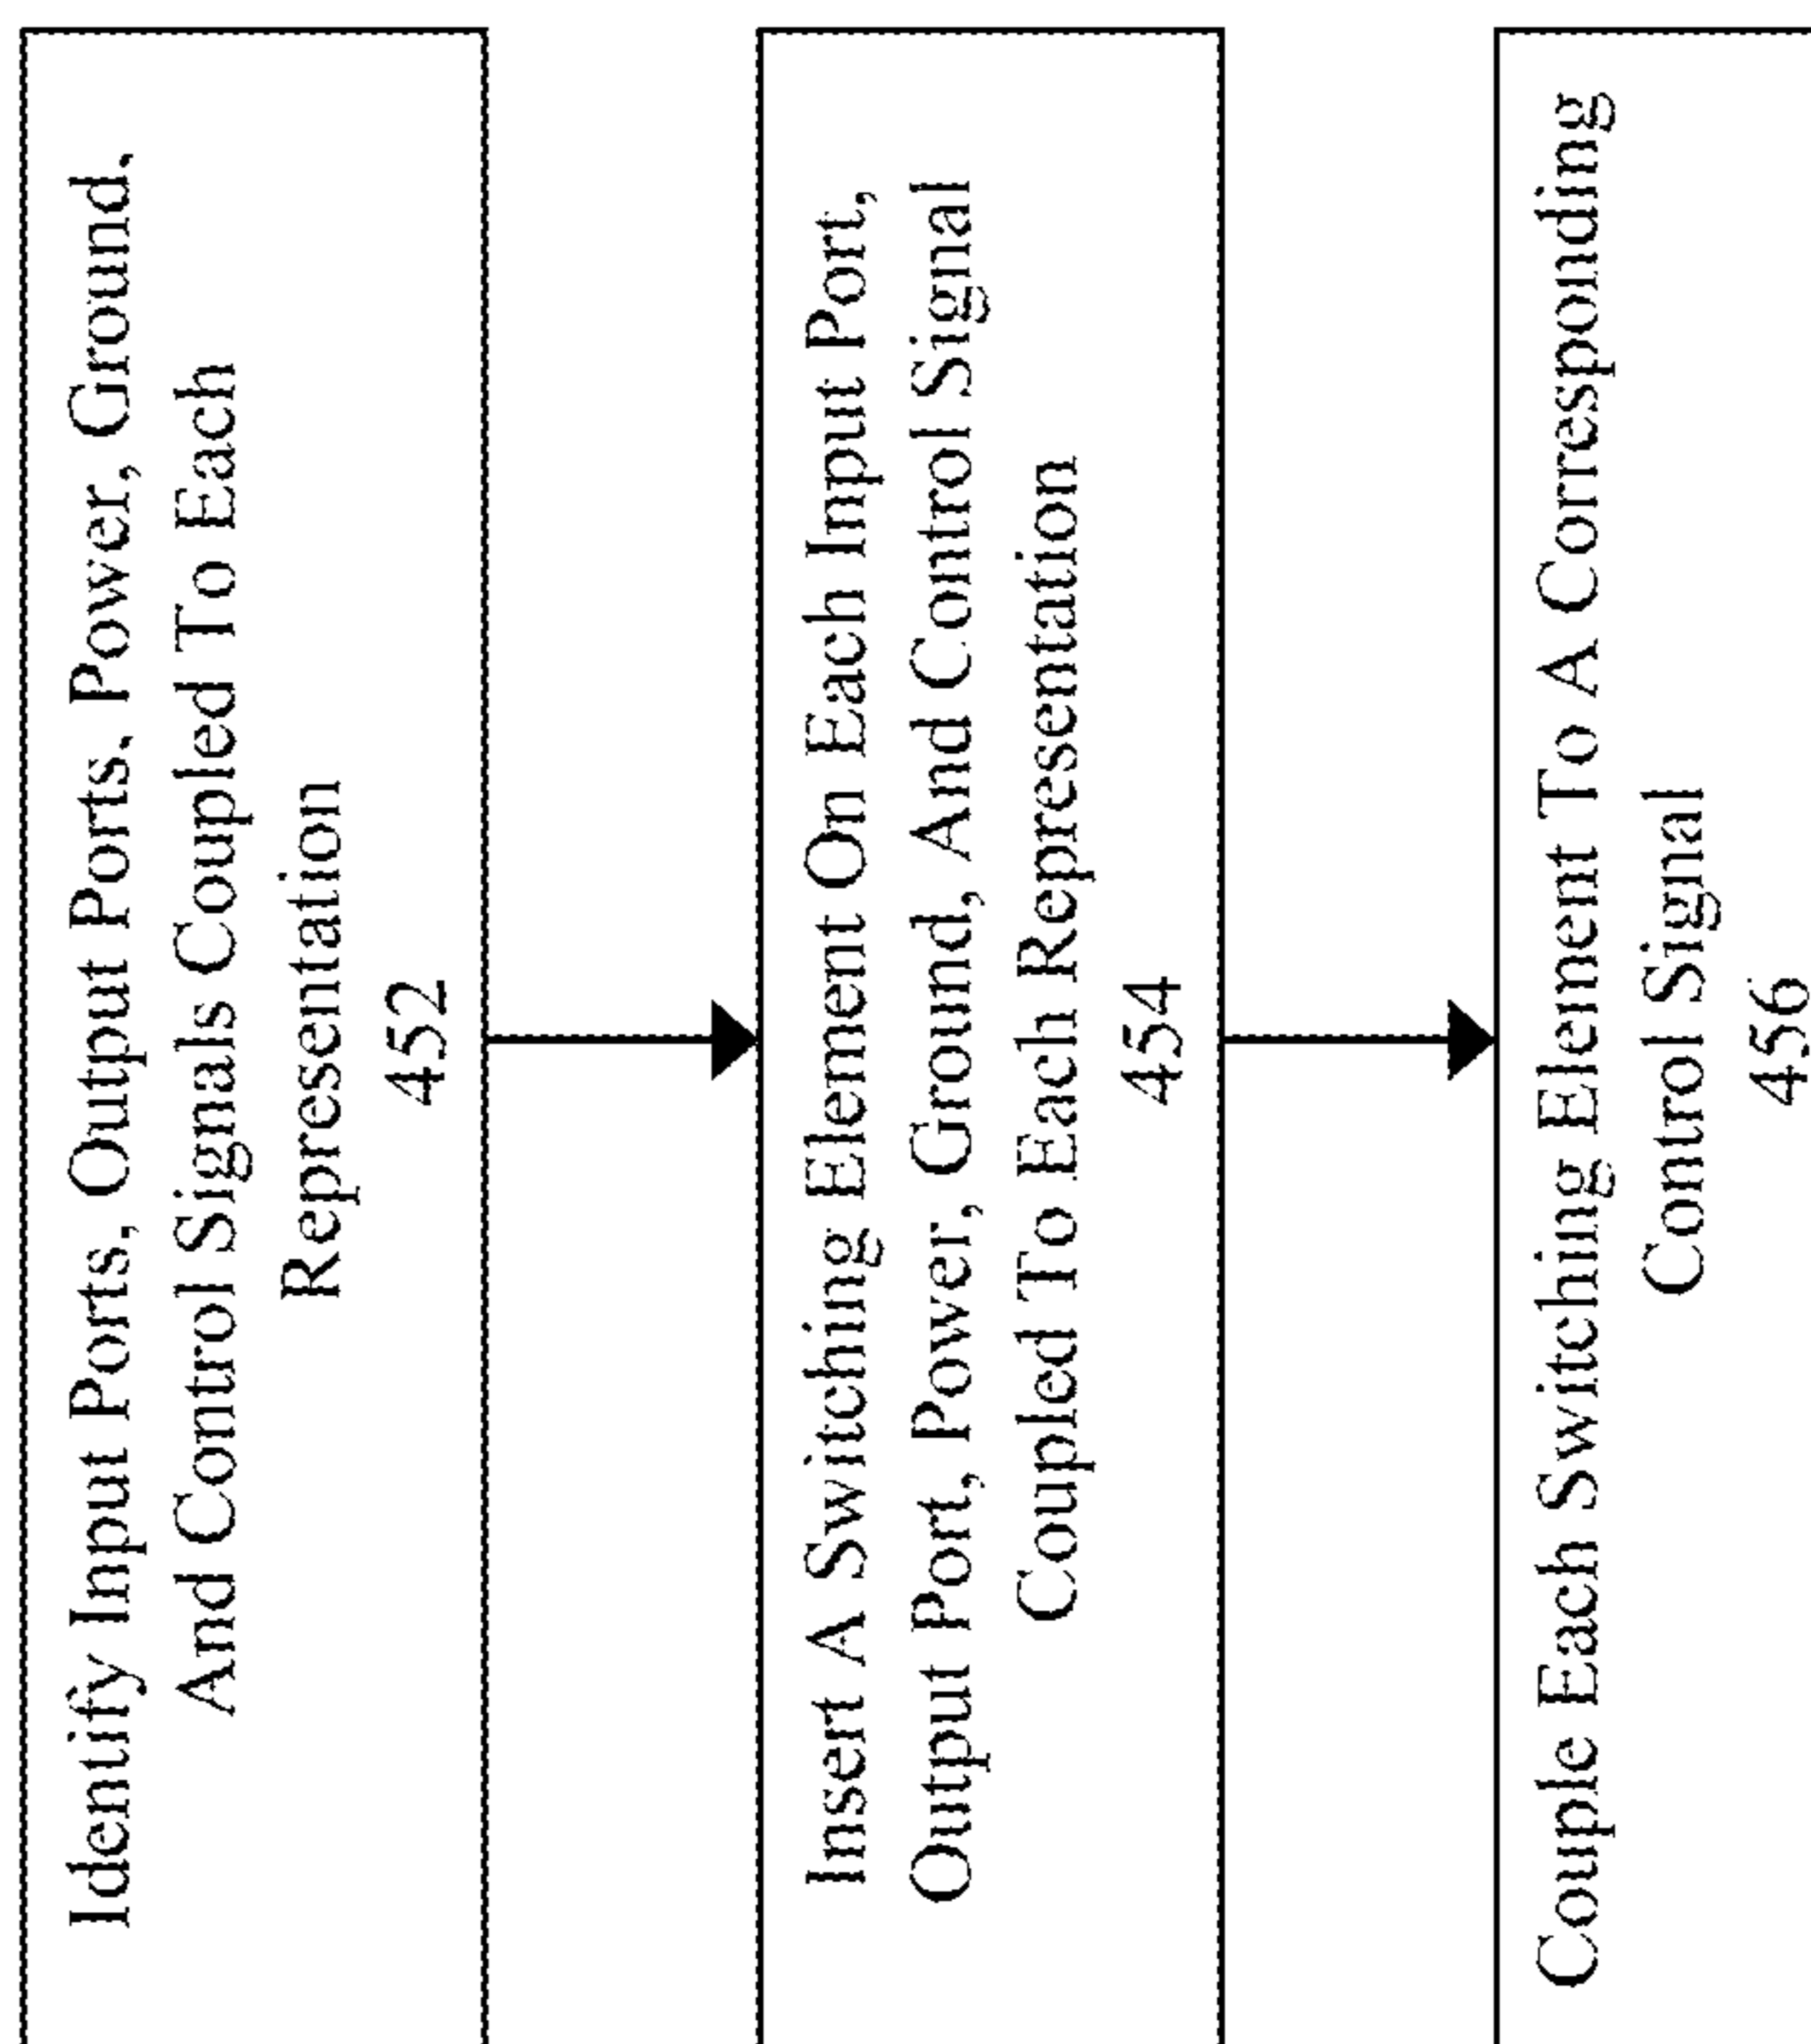 Identify Input Ports, Output Ports, Power, Ground,
And Control Signals Coupled To Each
Representation
452
Insert A Switching Element On Each Input Port,
Output Port, Power, Ground, And Control Signal
Coupled To Each Representation
454
Couple Each Switching Element To A Corresponding
Control Signal
456